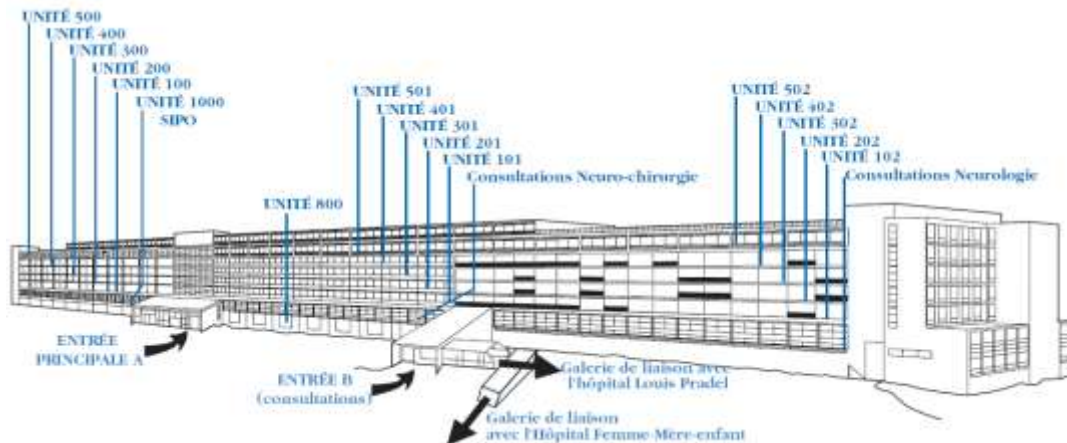 UNITÉ 500
UNITÉ 400
UNITÉ 300
UNITÉ 200
UNITÉ 100
UNITÉ 1000
SIPO
UNITÉ 501
UNITÉ 401
UNITÉ 301
UNITÉ 201
UNITÉ 101
Consultations Neuro-chirurgie
UNITÉ 502
UNITÉ 402
UNITÉ 302
UNITÉ 202
UNITÉ 102
Consultations Neurologie
UNITÉ 800
ENTRÉE
PRINCIPALE A
ENTRÉE B
(consultations)
Galerie de liaison avec
l'hôpital Louis Pradel
Galerie de liaison
avec l'Hôpital Femme-Mère-enfant